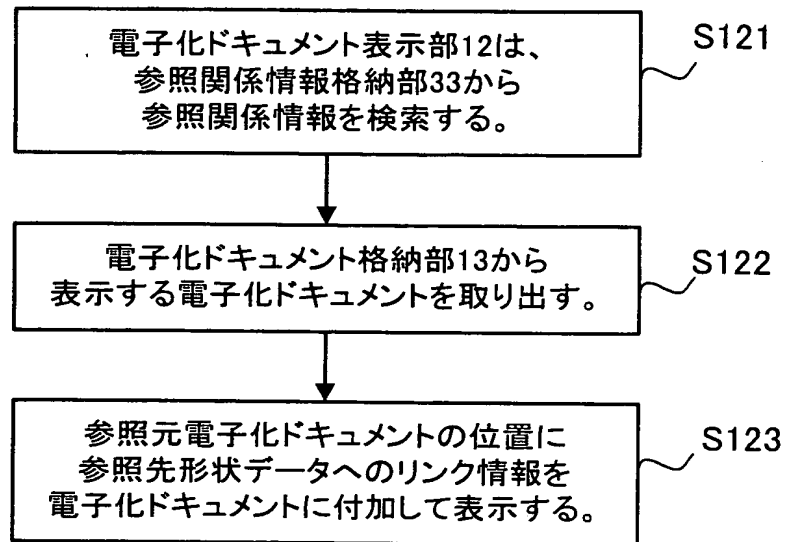 電子化ドキュメント表示部12は、
参照関係情報格納部33から
参照関係情報を検索する。
S121
電子化ドキュメント格納部13から
表示する電子化ドキュメントを取り出す。
S122
参照元電子化ドキュメントの位置に
参照先形状データへのリンク情報を
電子化ドキュメントに付加して表示する。
S123